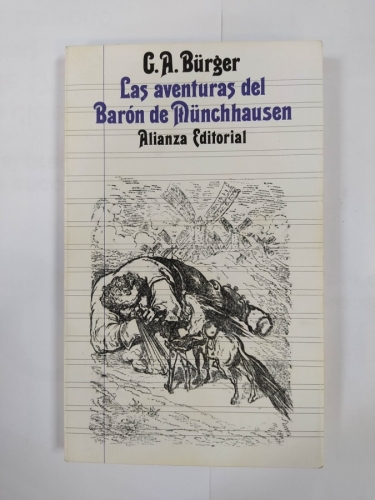 G. A. Bürger
Las aventuras del
Barón de Münchhausen
Alianza Editorial